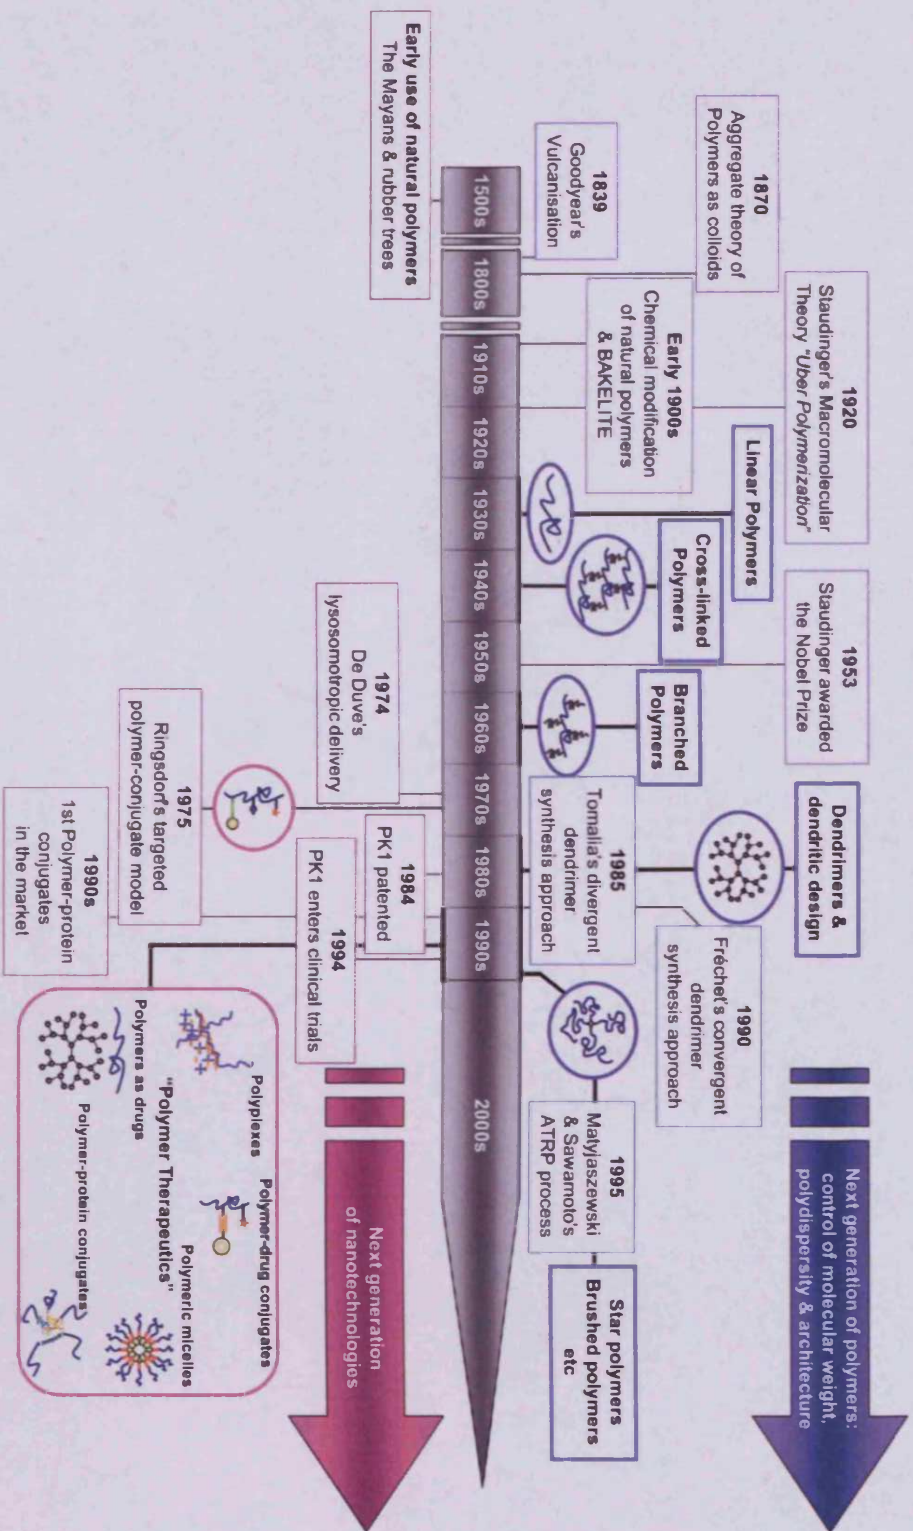 1920
Staudinger's Macromolecular
Theory "Uber Polymerization"
1953
Staudinger awarded
the Nobel Prize
Dendrimers &
dendritic design
Next generation of polymers:
control of molecular weight,
polydispersity & architecture
1870
Aggregate theory of
Polymers as colloids
Linear Polymers
Cross-linked
Polymers
Branched
Polymers
1990
Fréchet's convergent
dendrimer
synthesis approach
1839
Goodyear's
Vulcanisation
Early 1900s
Chemical modification
of natural polymers
& BAKELITE
1985
Tomalia's divergent
dendrimer
synthesis approach
1995
Matyjaszewski
& Sawamoto's
ATRP process
Star polymers
Brushed polymers
etc
1500s
1800s
1910s
1920s
1930s
1940s
1950s
1960s
1970s
1980s
1990s
2000s
Early use of natural polymers
The Mayans & rubber trees
1974
De Duve's
lysosomotropic delivery
1984
PK1 patented
1994
PK1 enters clinical trials
Next generation
of nanotechnologies
1975
Ringsdorf's targeted
polymer-conjugate model
1990s
1st Polymer-protein
conjugates
in the market
Polyplexes
Polymer-drug conjugates
"Polymer Therapeutics"
Polymers as drugs
Polymeric micelles
Polymer-protein conjugates